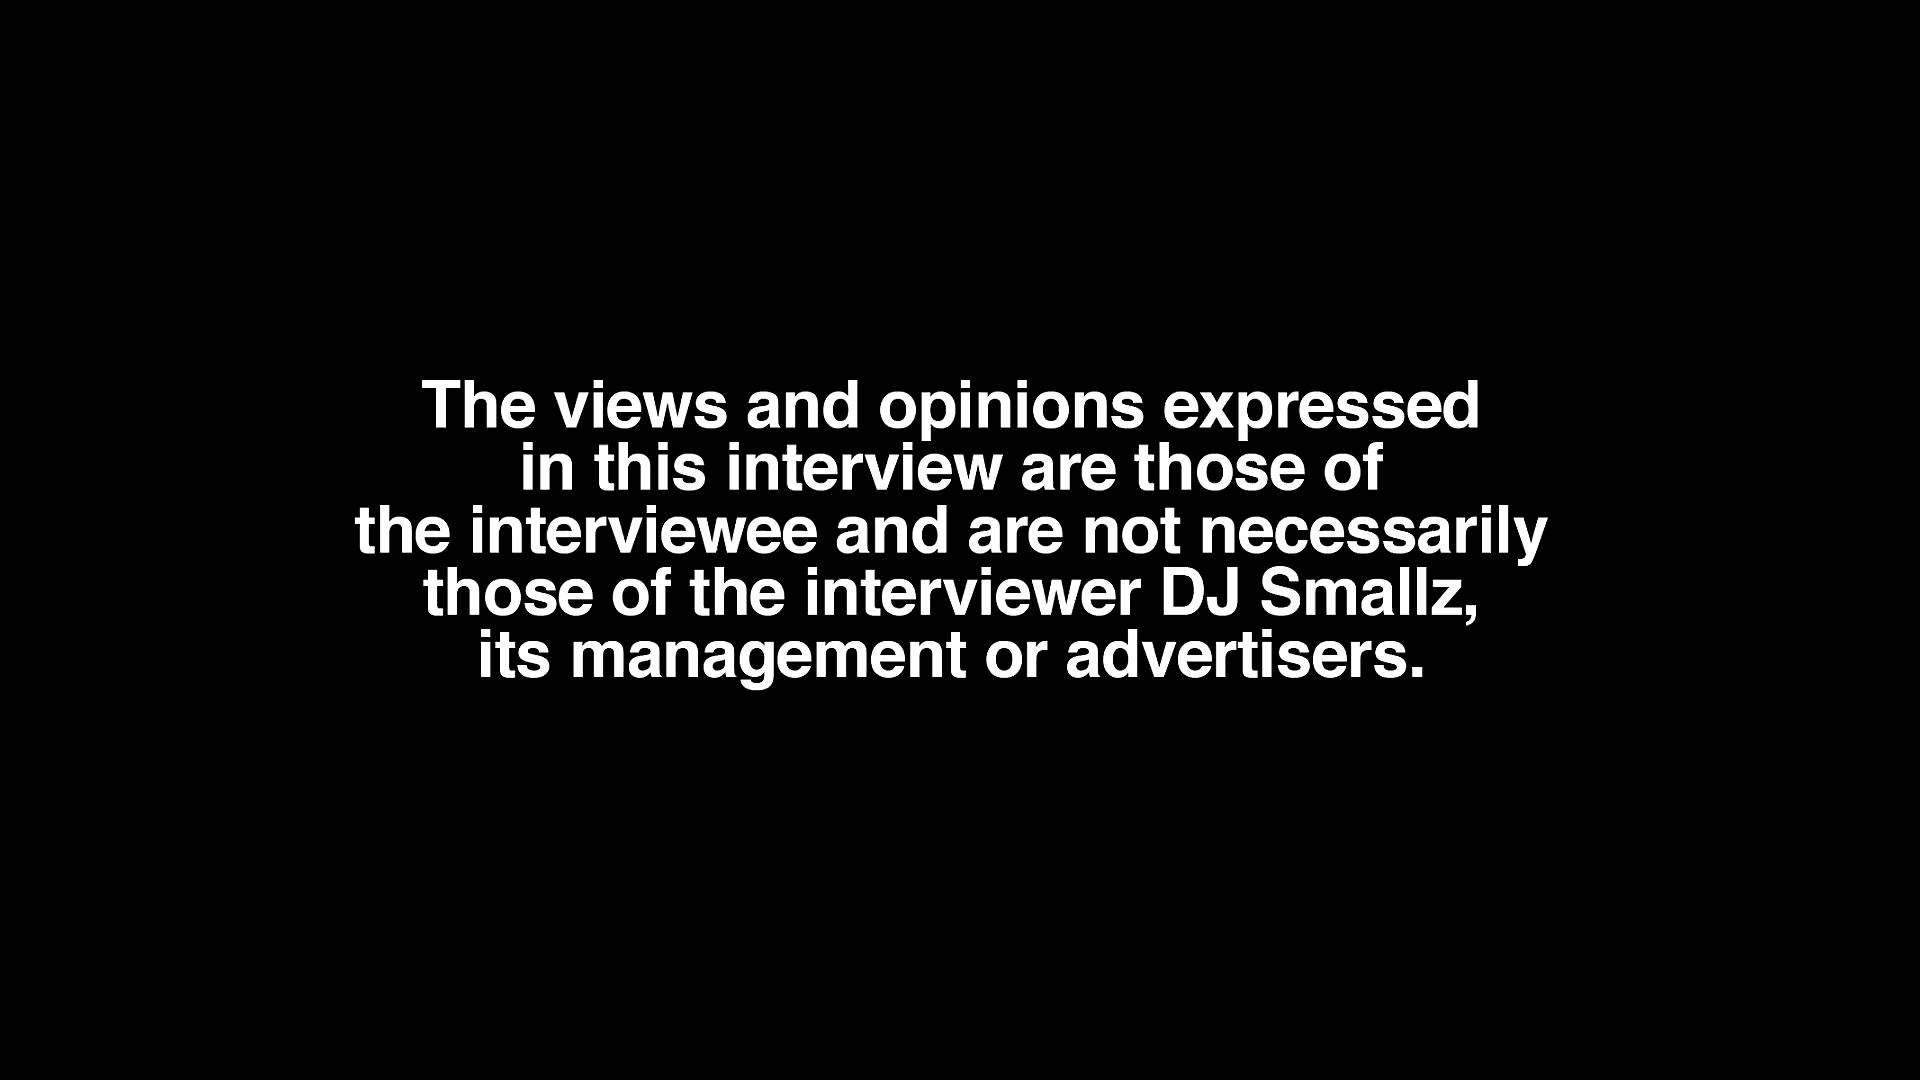 The views and opinions expressed
in this interview are those of
the interviewee and are not necessarily
those of the interviewer DJ Smallz,
its management or advertisers.